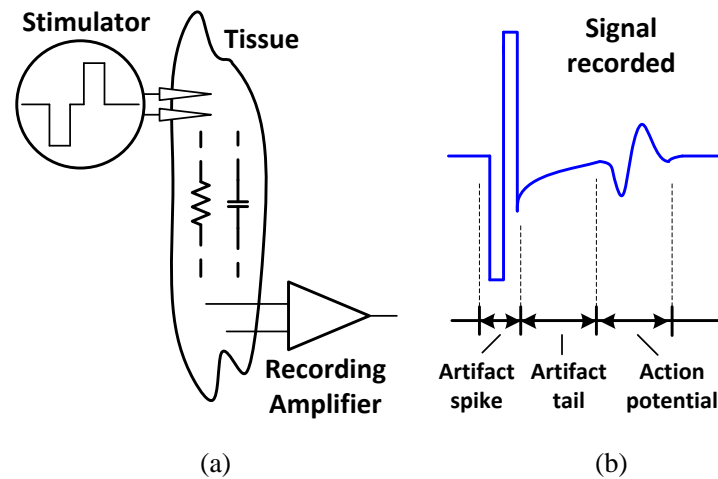 Stimulator
Tissue
Recording
Amplifier
(a)
Signal
recorded
Artifact
spike
Artifact
tail
Action
potential
(b)